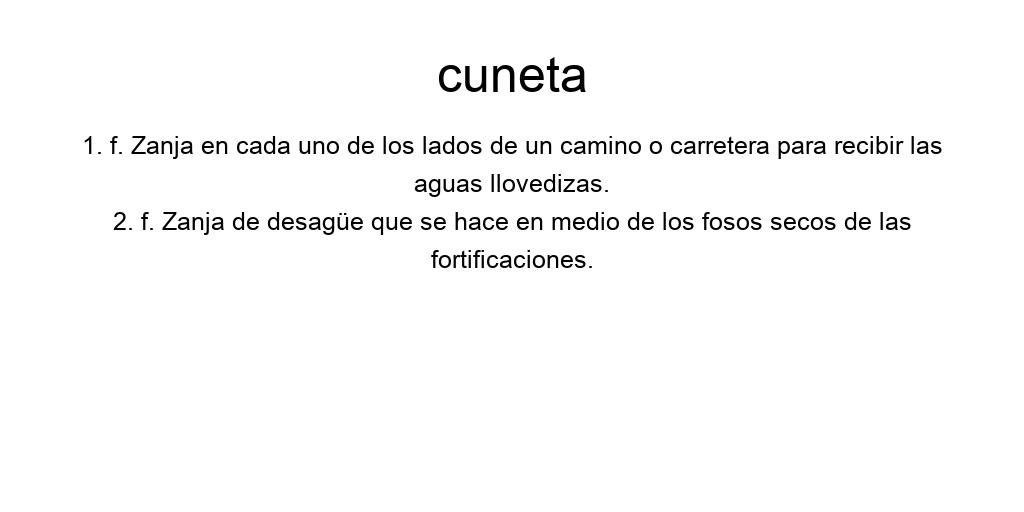 cuneta
1. f. Zanja en cada uno de los lados de un camino o carretera para recibir las
aguas llovedizas.
2. f. Zanja de desagüe que se hace en medio de los fosos secos de las
fortificaciones.